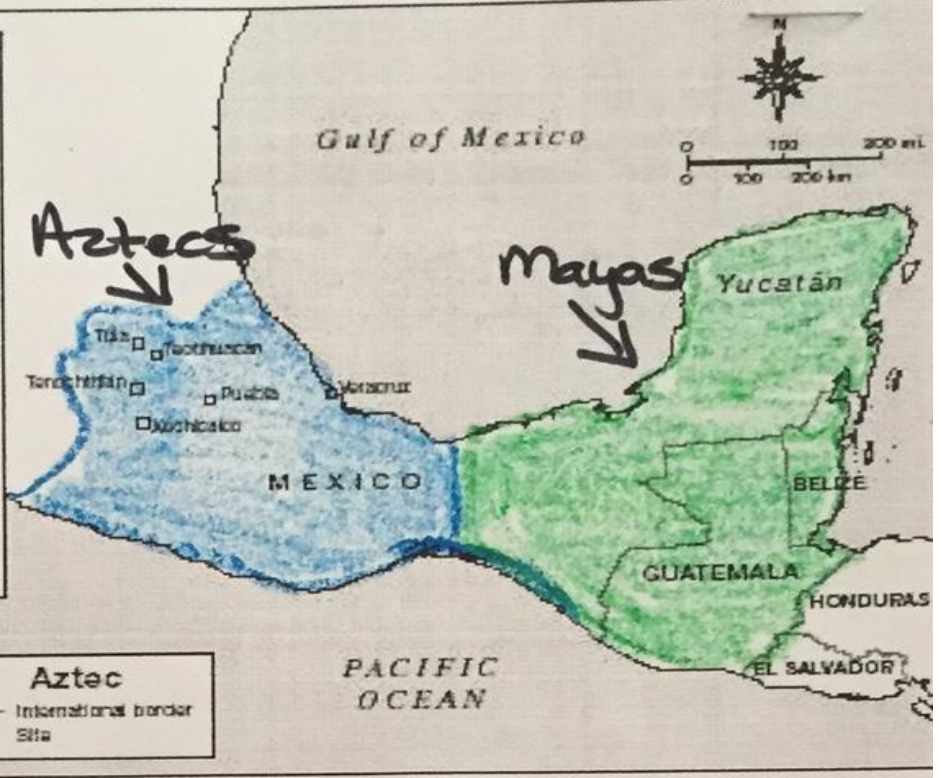 N
Gulf of Mexico
0 100 200 mi.
0 100 200 km
Aztecs
Mayas
Yucatán
Tula
Teotihuacan
Tenochtitlán
Puebla
Veracruz
Xochicalco
MEXICO
BELIZE
GUATEMALA
HONDURAS
EL SALVADOR
PACIFIC
OCEAN
Aztec
International border
Site